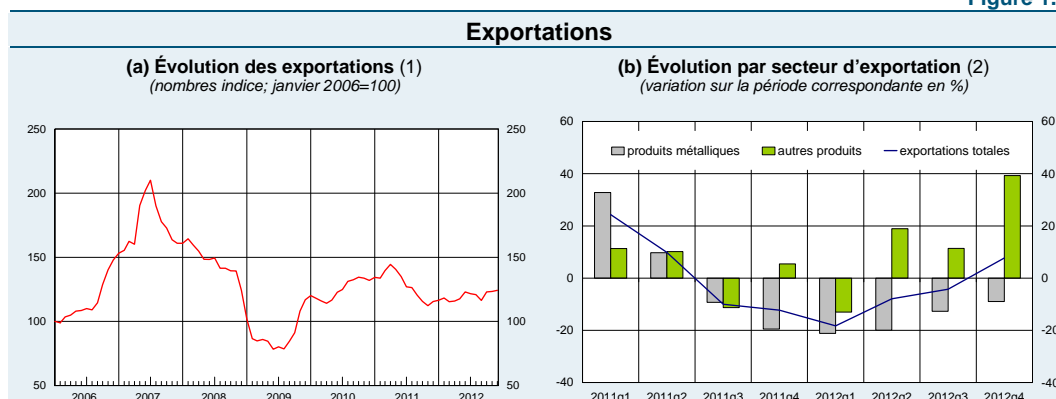 Figure 1.
Exportations
(a) Évolution des exportations (1)
(nombres indice; janvier 2006=100)
250 250
200 200
150 150
100 100
50 50
2006 2007 2008 2009 2010 2011 2012
(b) Évolution par secteur d'exportation (2)
(variation sur la période correspondante en %)
60 60
produits métalliques autres produits exportations totales
40 40
20 20
0 0
-20 -20
-40 -40
2011q1 2011q2 2011q3 2011q4 2012q1 2012q2 2012q3 2012q4